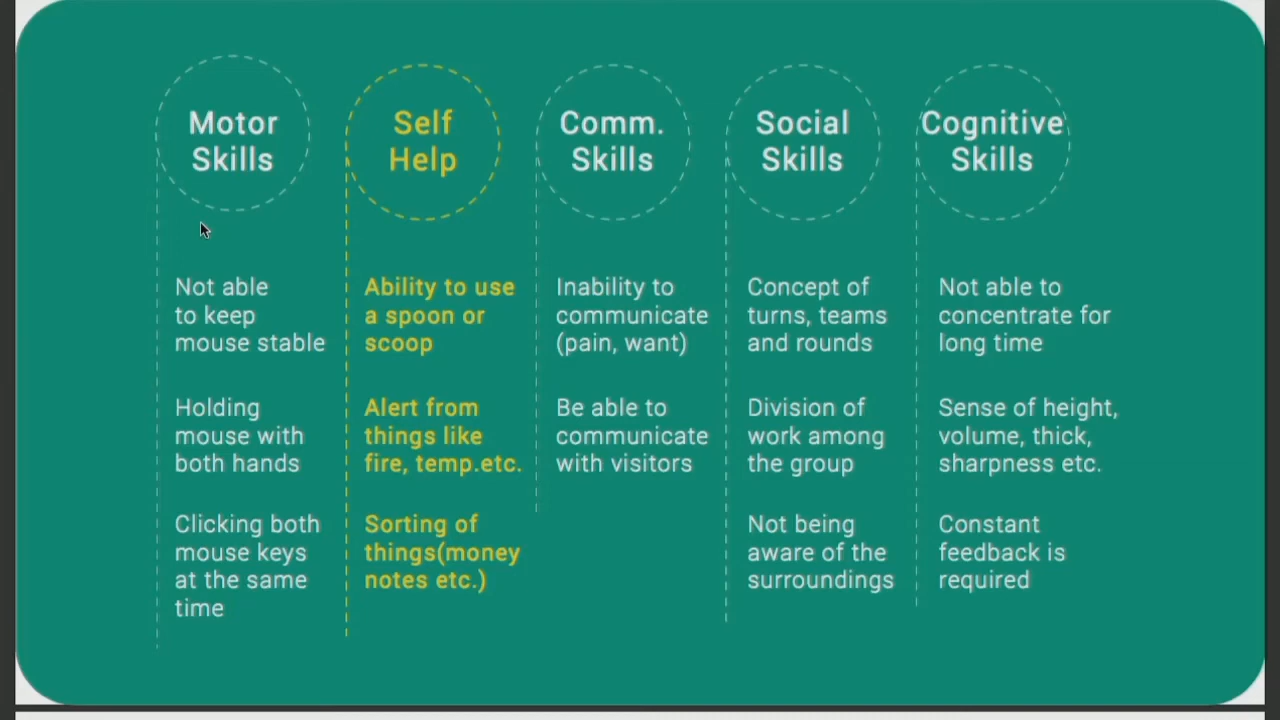 Motor
Skills
Not able
to keep
mouse stable
Holding
mouse with
both hands
Clicking both
mouse keys
at the same
time
Self
Help
Ability to use
a spoon or
scoop
Alert from
things like
fire, temp.etc.
Sorting of
things(money
notes etc.)
Comm.
Skills
Inability to
communicate
(pain, want)
Be able to
communicate
with visitors
Social
Skills
Concept of
turns, teams
and rounds
Division of
work among
the group
Not being
aware of the
surroundings
Cognitive
Skills
Not able to
concentrate for
long time
Sense of height,
volume, thick,
sharpness etc.
Constant
feedback is
required